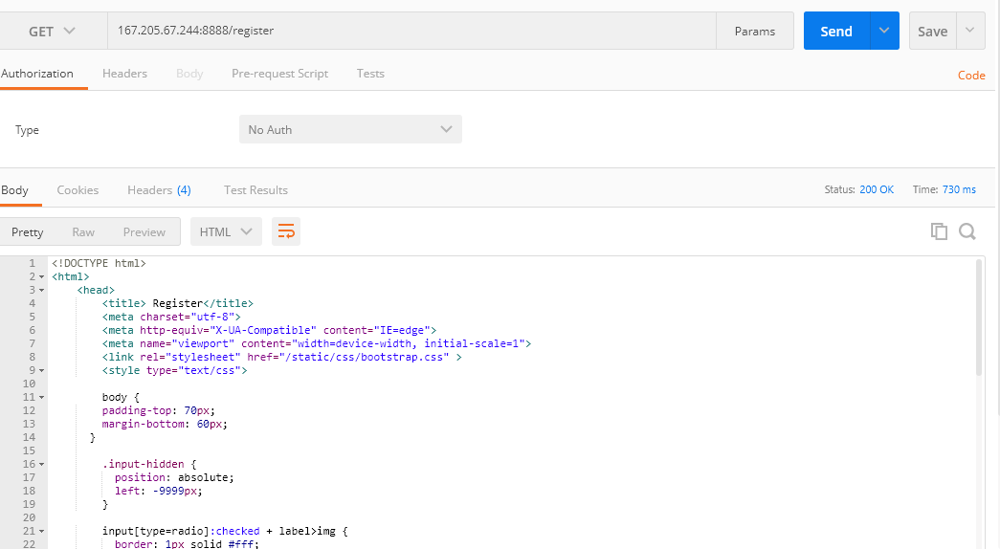 GET 167.205.67.244:8888/register Params Send Save
Authorization Headers Body Pre-request Script Tests Code
Type No Auth
Body Cookies Headers (4) Test Results Status: 200 OK Time: 730 ms
Pretty Raw Preview HTML
1 <!DOCTYPE html>
2 <html>
3 <head>
4 <title> Register</title>
5 <meta charset="utf-8">
6 <meta http-equiv="X-UA-Compatible" content="IE=edge">
7 <meta name="viewport" content="width=device-width, initial-scale=1">
8 <link rel="stylesheet" href="/static/css/bootstrap.css" >
9 <style type="text/css">
10
11 body {
12 padding-top: 70px;
13 margin-bottom: 60px;
14 }
15
16 .input-hidden {
17 position: absolute;
18 left: -9999px;
19 }
20
21 input[type=radio]:checked + label>img {
22 border: 1px solid #fff;